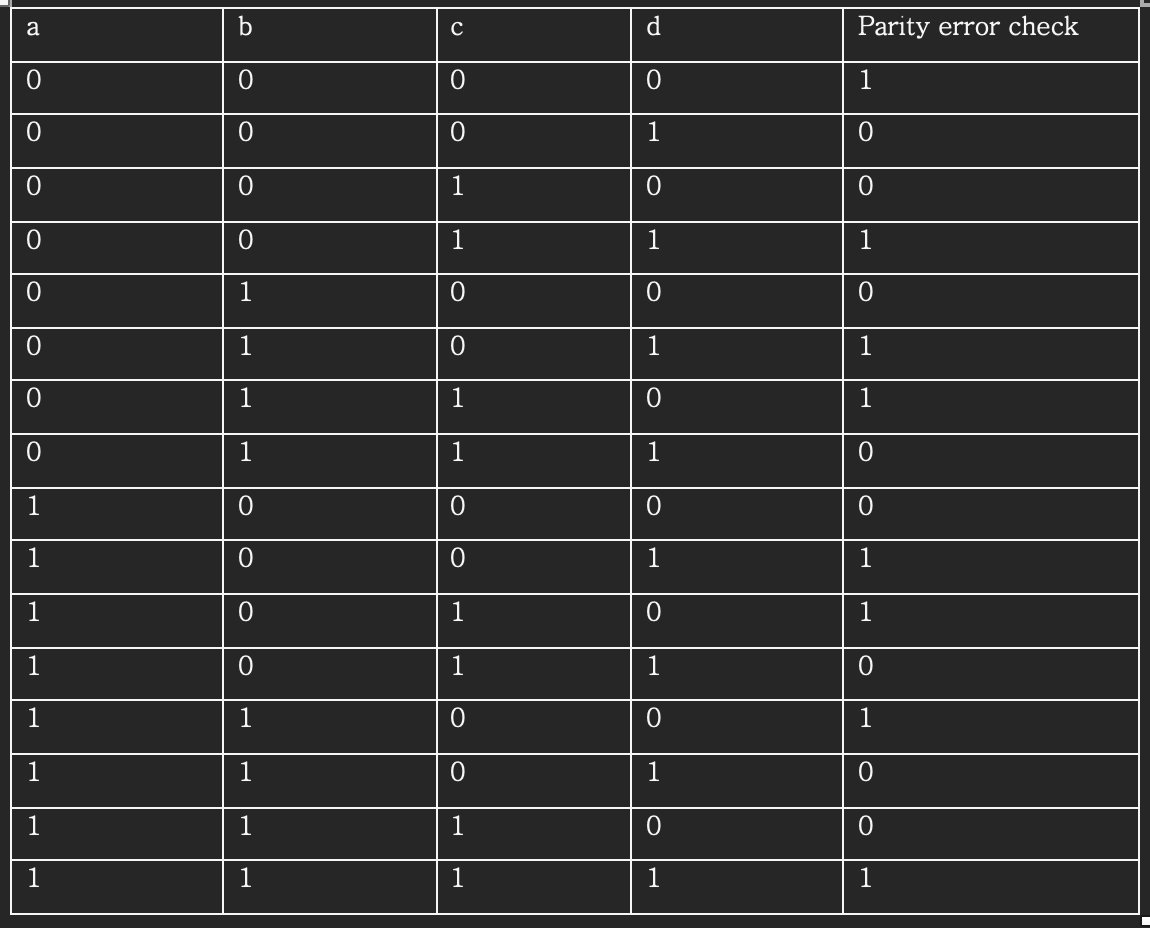 a b c d Parity error check
0 0 0 0 1
0 0 0 1 0
0 0 1 0 0
0 0 1 1 1
0 1 0 0 0
0 1 0 1 1
0 1 1 0 1
0 1 1 1 0
1 0 0 0 0
1 0 0 1 1
1 0 1 0 1
1 0 1 1 0
1 1 0 0 1
1 1 0 1 0
1 1 1 0 0
1 1 1 1 1